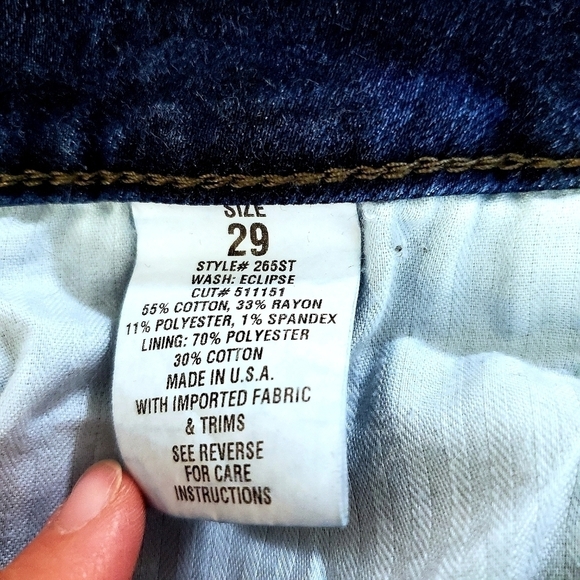 SIZE
29
STYLE# 265ST
WASH: ECLIPSE
CUT# 511151
55% COTTON, 33% RAYON
11% POLYESTER, 1% SPANDEX
LINING: 70% POLYESTER
30% COTTON
MADE IN U.S.A.
WITH IMPORTED FABRIC
& TRIMS
SEE REVERSE
FOR CARE
INSTRUCTIONS